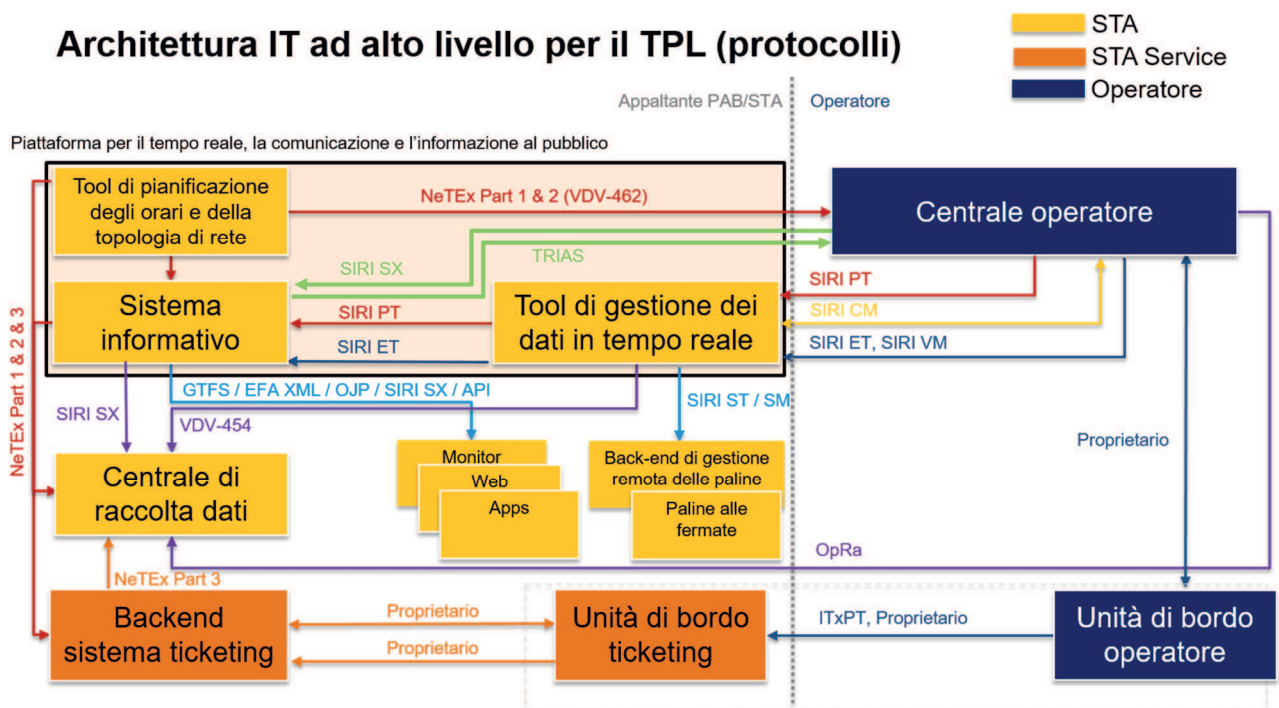 Architettura IT ad alto livello per il TPL (protocolli)
STA
STA Service
Operatore
Appaltante PAB/STA
Operatore
Piattaforma per il tempo reale, la comunicazione e l'informazione al pubblico
Tool di pianificazione
degli orari e della
topologia di rete
NeTEx Part 1 & 2 (VDV-462)
Centrale operatore
SIRI SX
TRIAS
Sistema
informativo
SIRI PT
SIRI ET
Tool di gestione dei
dati in tempo reale
SIRI PT
SIRI CM
SIRI ET, SIRI VM
NeTEx Part 1 & 2 & 3
GTFS / EFA XML / OJP / SIRI SX / API
SIRI SX
VDV-454
SIRI ST / SM
Proprietario
Centrale di
raccolta dati
Monitor
Web
Apps
Back-end di gestione
remota delle paline
Paline alle
fermate
OpRa
NeTEx Part 3
Backend
sistema ticketing
Proprietario
Proprietario
Unità di bordo
ticketing
ITxPT, Proprietario
Unità di bordo
operatore